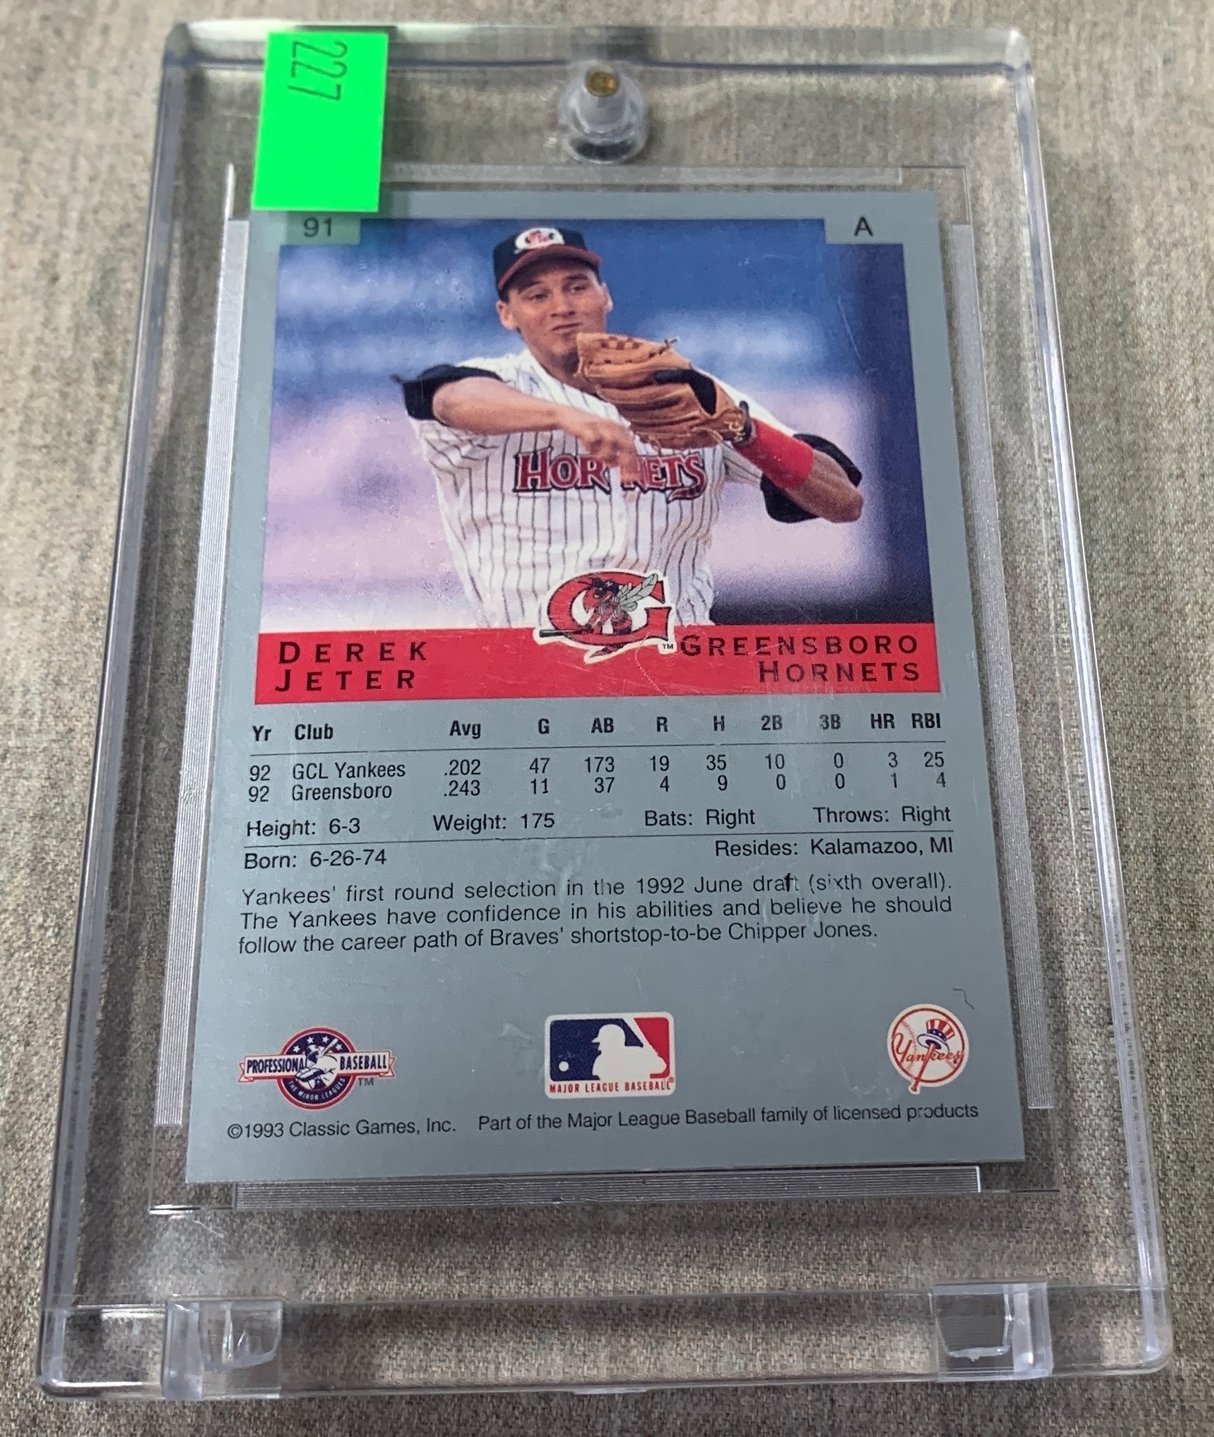 227
91 A
HORNETS
G
TM
DEREK
JETER
GREENSBORO
HORNETS
Yr Club Avg G AB R H 2B 3B HR RBI
92 GCL Yankees .202 47 173 19 35 10 0 3 25
92 Greensboro .243 11 37 4 9 0 0 1 4
Height: 6-3 Weight: 175 Bats: Right Throws: Right
Born: 6-26-74 Resides: Kalamazoo, MI
Yankees' first round selection in the 1992 June draft (sixth overall).
The Yankees have confidence in his abilities and believe he should
follow the career path of Braves' shortstop-to-be Chipper Jones.
PROFESSIONAL BASEBALL
THE MINOR LEAGUES
TM
MAJOR LEAGUE BASEBALL
Yankees
©1993 Classic Games, Inc. Part of the Major League Baseball family of licensed products